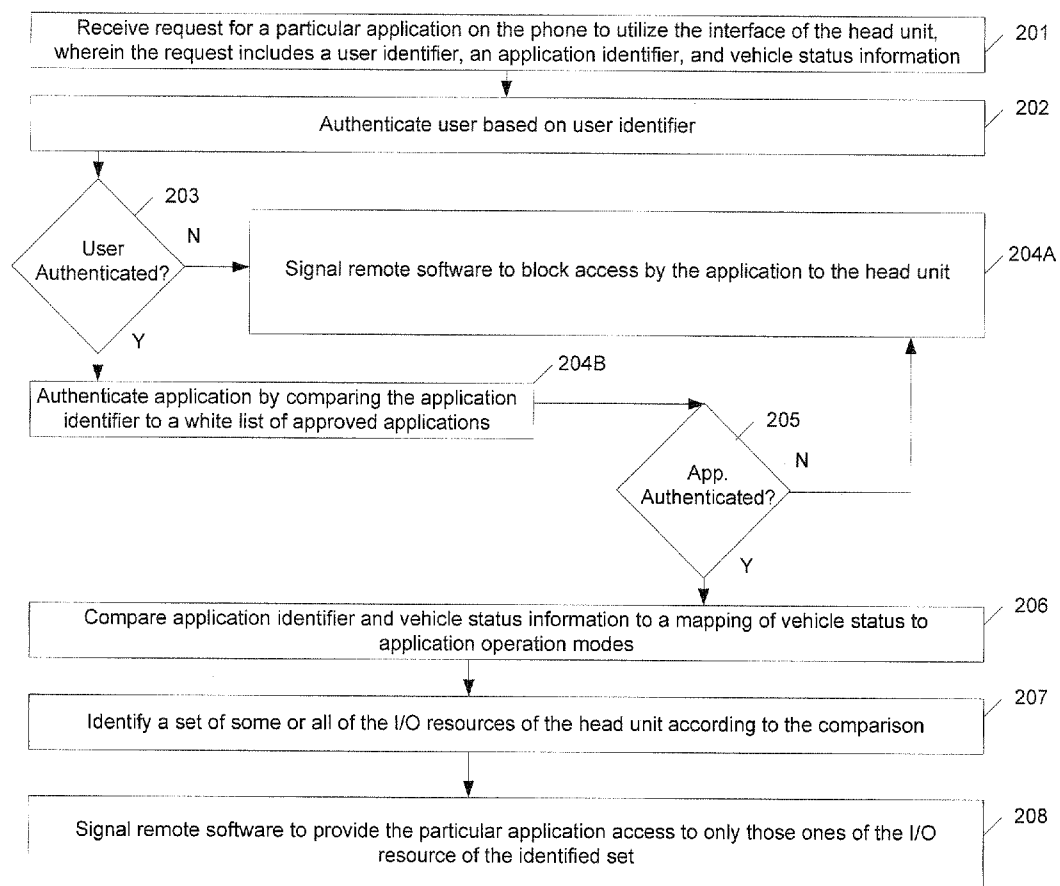 Receive request for a particular application on the phone to utilize the interface of the head unit,
wherein the request includes a user identifier, an application identifier, and vehicle status information
201
Authenticate user based on user identifier
202
203
User
Authenticated?
N
Y
Signal remote software to block access by the application to the head unit
204A
204B
Authenticate application by comparing the application
identifier to a white list of approved applications
205
App.
Authenticated?
N
Y
Compare application identifier and vehicle status information to a mapping of vehicle status to
application operation modes
206
Identify a set of some or all of the I/O resources of the head unit according to the comparison
207
Signal remote software to provide the particular application access to only those ones of the I/O
resource of the identified set
208